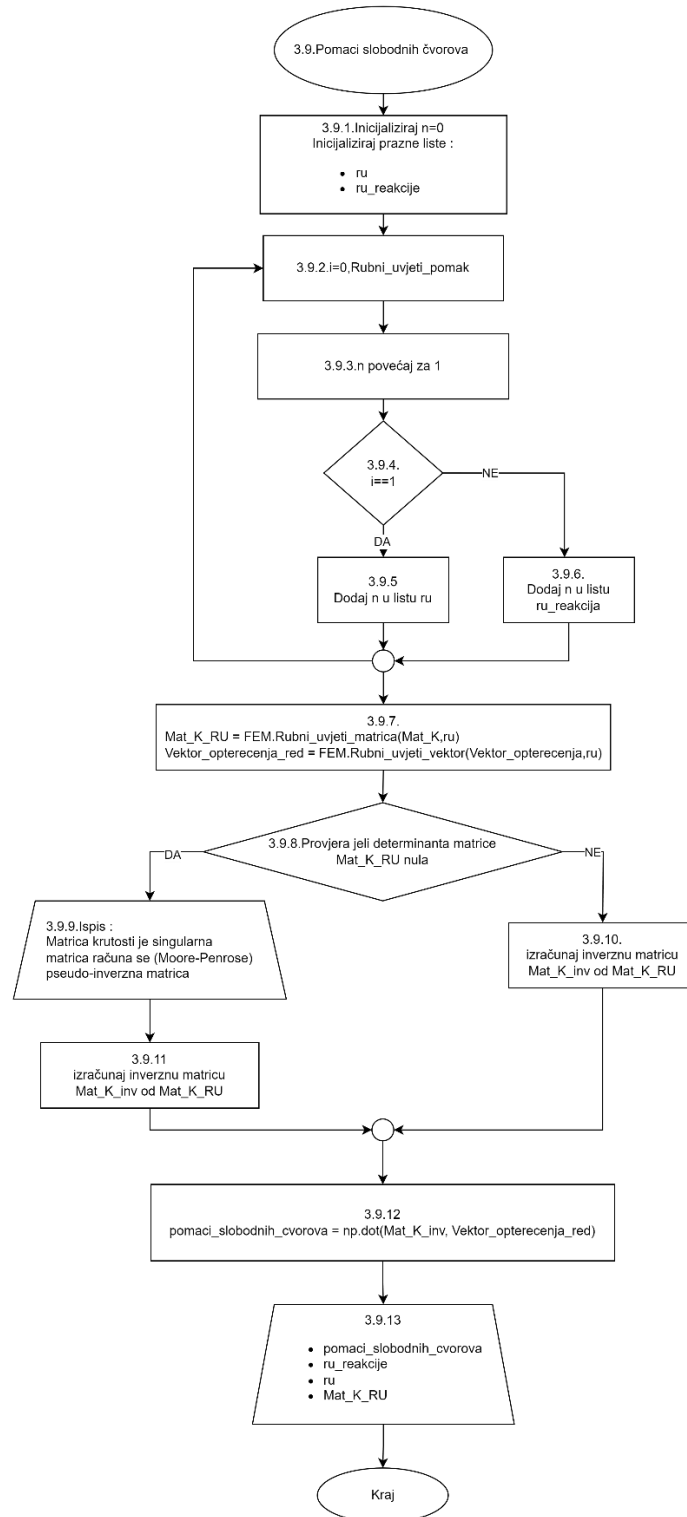 3.9.Pomaci slobodnih čvorova
3.9.1.Inicijaliziraj n=0
Inicijaliziraj prazne liste :
• ru
• ru_reakcije
3.9.2.i=0,Rubni_uvjeti_pomak
3.9.3.n povećaj za 1
3.9.4.
i==1
NE
DA
3.9.5
Dodaj n u listu ru
3.9.6.
Dodaj n u listu
ru_reakcija
3.9.7.
Mat_K_RU = FEM.Rubni_uvjeti_matrica(Mat_K,ru)
Vektor_opterecenja_red = FEM.Rubni_uvjeti_vektor(Vektor_opterecenja,ru)
3.9.8.Provjera jeli determinanta matrice
Mat_K_RU nula
DA
NE
3.9.9.Ispis :
Matrica krutosti je singularna
matrica računa se (Moore-Penrose)
pseudo-inverzna matrica
3.9.10.
izračunaj inverznu matricu
Mat_K_inv od Mat_K_RU
3.9.11
izračunaj inverznu matricu
Mat_K_inv od Mat_K_RU
3.9.12
pomaci_slobodnih_cvorova = np.dot(Mat_K_inv, Vektor_opterecenja_red)
3.9.13
• pomaci_slobodnih_cvorova
• ru_reakcije
• ru
• Mat_K_RU
Kraj